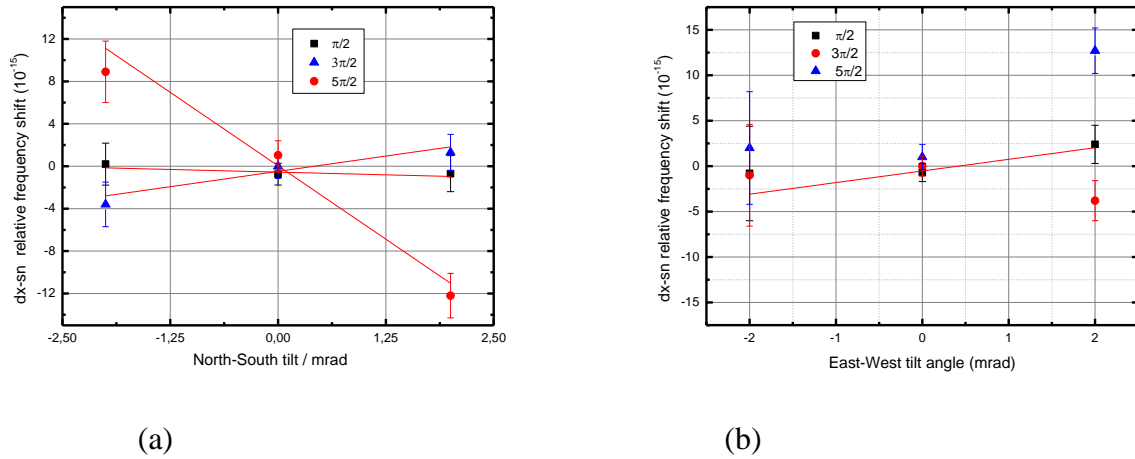 12
8
4
0
-4
-8
-12
-2,50
-1,25
0,00
1,25
2,50
dx-sn relative frequency shift (10⁻¹⁵)
North-South tilt / mrad
π/2
3π/2
5π/2
(a)
15
10
5
0
-5
-10
-15
-2
-1
0
1
2
dx-sn relative frequency shift (10⁻¹⁵)
East-West tilt angle (mrad)
π/2
3π/2
5π/2
(b)